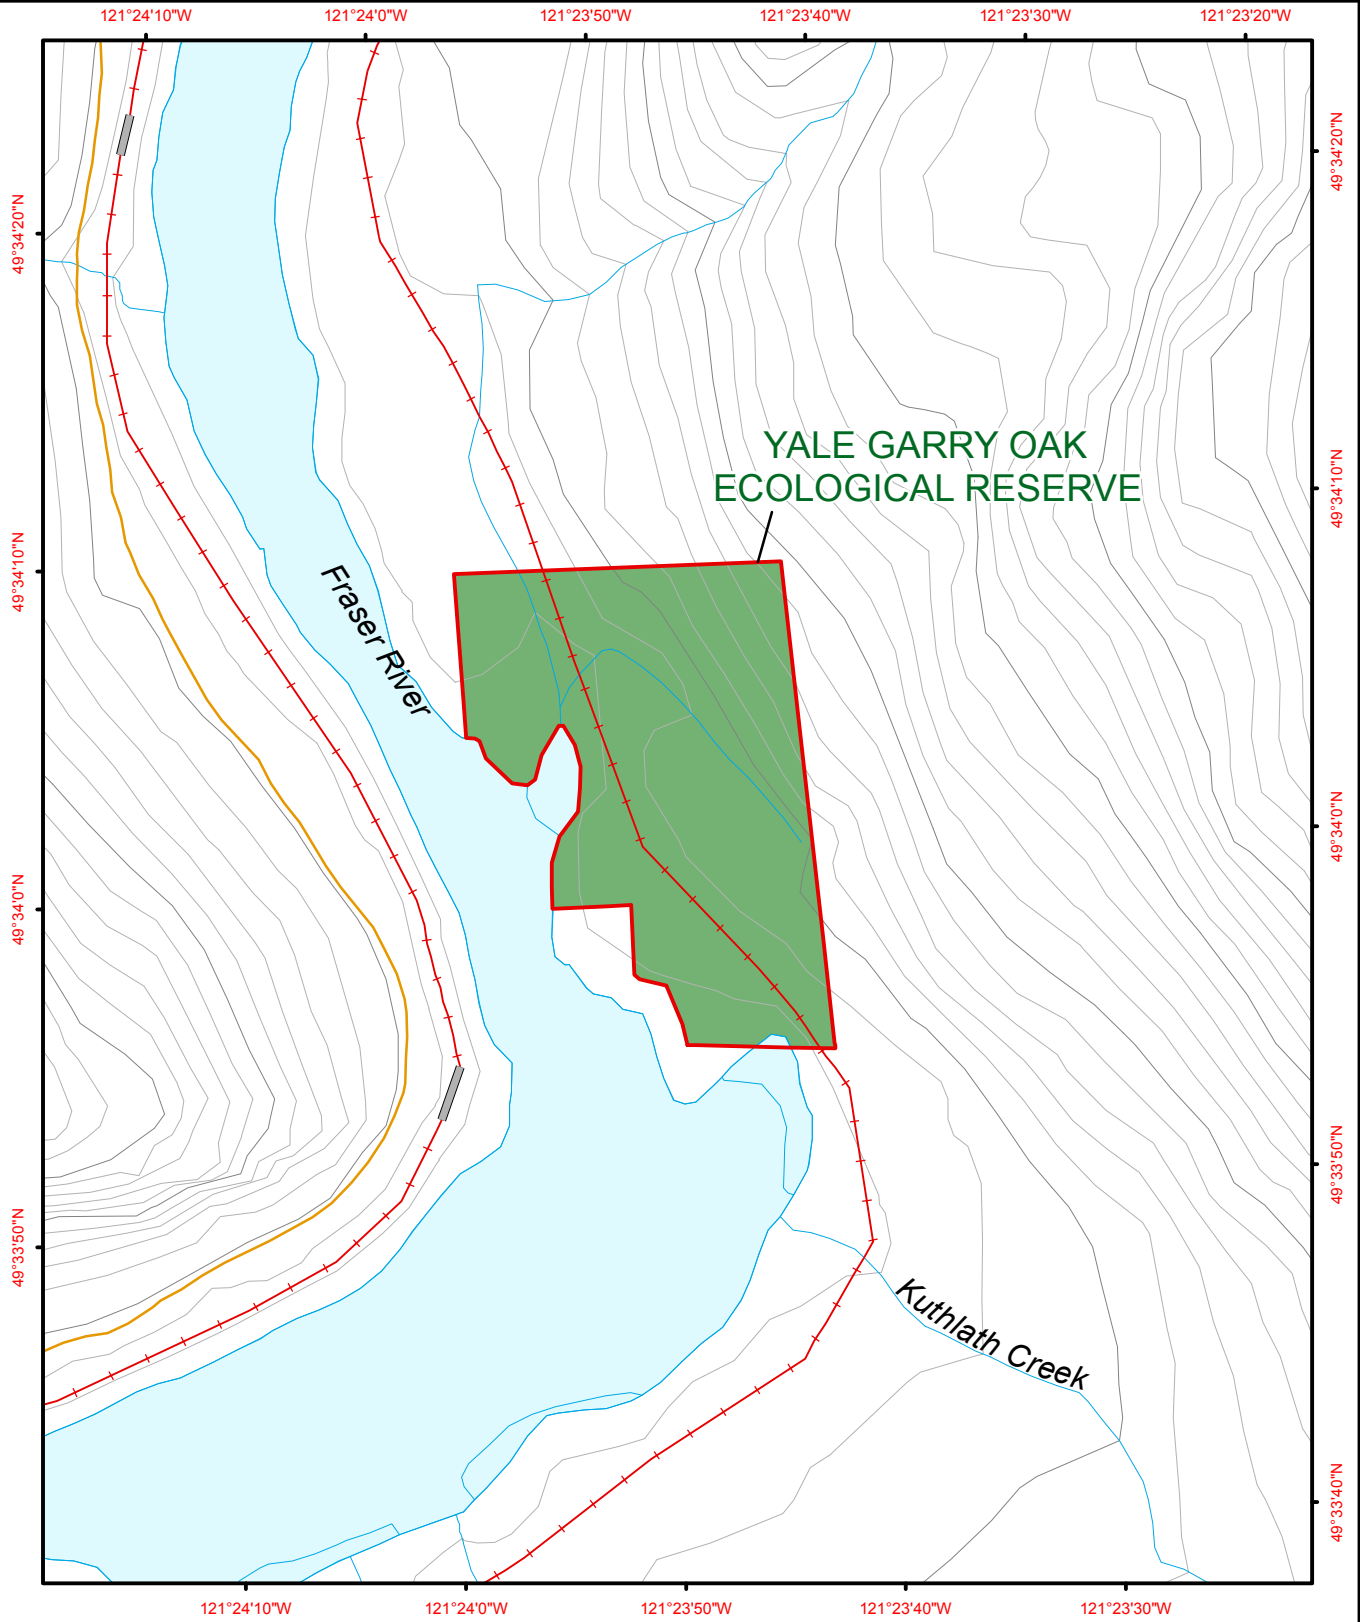 121°24'10"W
121°24'0"W
121°23'50"W
121°23'40"W
121°23'30"W
121°23'20"W
49°34'20"N
49°34'20"N
YALE GARRY OAK
ECOLOGICAL RESERVE
49°34'10"N
49°34'10"N
Fraser River
49°34'0"N
49°34'0"N
49°33'50"N
49°33'50"N
Kuthlath Creek
49°33'40"N
121°24'10"W
121°24'0"W
121°23'50"W
121°23'40"W
121°23'30"W